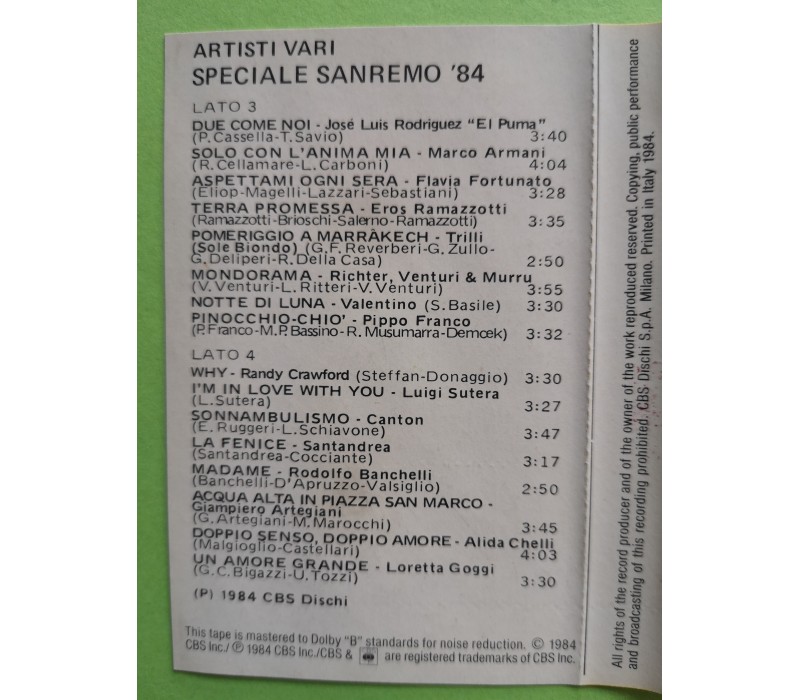 ARTISTI VARI
SPECIALE SANREMO '84
LATO 3
DUE COME NOI - José Luis Rodriguez "El Puma"
(P.Cassella-T.Savio) 3:40
SOLO CON L'ANIMA MIA - Marco Armani
(R.Cellamare-L.Carboni) 4:04
ASPETTAMI OGNI SERA - Flavia Fortunato
(Eliop-Magelli-Lazzari-Sebastiani) 3:28
TERRA PROMESSA - Eros Ramazzotti
(Ramazzotti-Brioschi-Salerno-Ramazzotti) 3:35
POMERIGGIO A MARRÀKECH - Trilli
(Sole Biondo) (G.F.Reverberi-G.Zullo-
G.Deliperi-R.Della Casa) 2:50
MONDORAMA - Richter, Venturi & Murru
(V.Venturi-L.Ritteri-V.Venturi) 3:55
NOTTE DI LUNA - Valentino (S.Basile) 3:30
PINOCCHIO-CHIO' - Pippo Franco
(P.Franco-M.P.Bassino-R.Musumarra-Demcek) 3:32
LATO 4
WHY - Randy Crawford (Steffan-Donaggio) 3:30
I'M IN LOVE WITH YOU - Luigi Sutera
(L.Sutera) 3:27
SONNAMBULISMO - Canton
(E.Ruggeri-L.Schiavone) 3:47
LA FENICE - Santandrea
(Santandrea-Cocciante) 3:17
MADAME - Rodolfo Banchelli
(Banchelli-D'Apruzzo-Valsiglio) 2:50
ACQUA ALTA IN PIAZZA SAN MARCO -
Giampiero Artegiani
(G.Artegiani-M.Marocchi) 3:45
DOPPIO SENSO, DOPPIO AMORE - Alida Chelli
(Malgioglio-Castellari) 4:03
UN AMORE GRANDE - Loretta Goggi
(G.C.Bigazzi-U.Tozzi) 3:30
(P) 1984 CBS Dischi
This tape is mastered to Dolby "B" standards for noise reduction. © 1984
CBS Inc./℗ 1984 CBS Inc./CBS & are registered trademarks of CBS Inc.
All rights of the record producer and of the owner of the work reproduced reserved. Copying, public performance
and broadcasting of this recording prohibited. CBS Dischi S.p.A. Milano. Printed in Italy 1984.